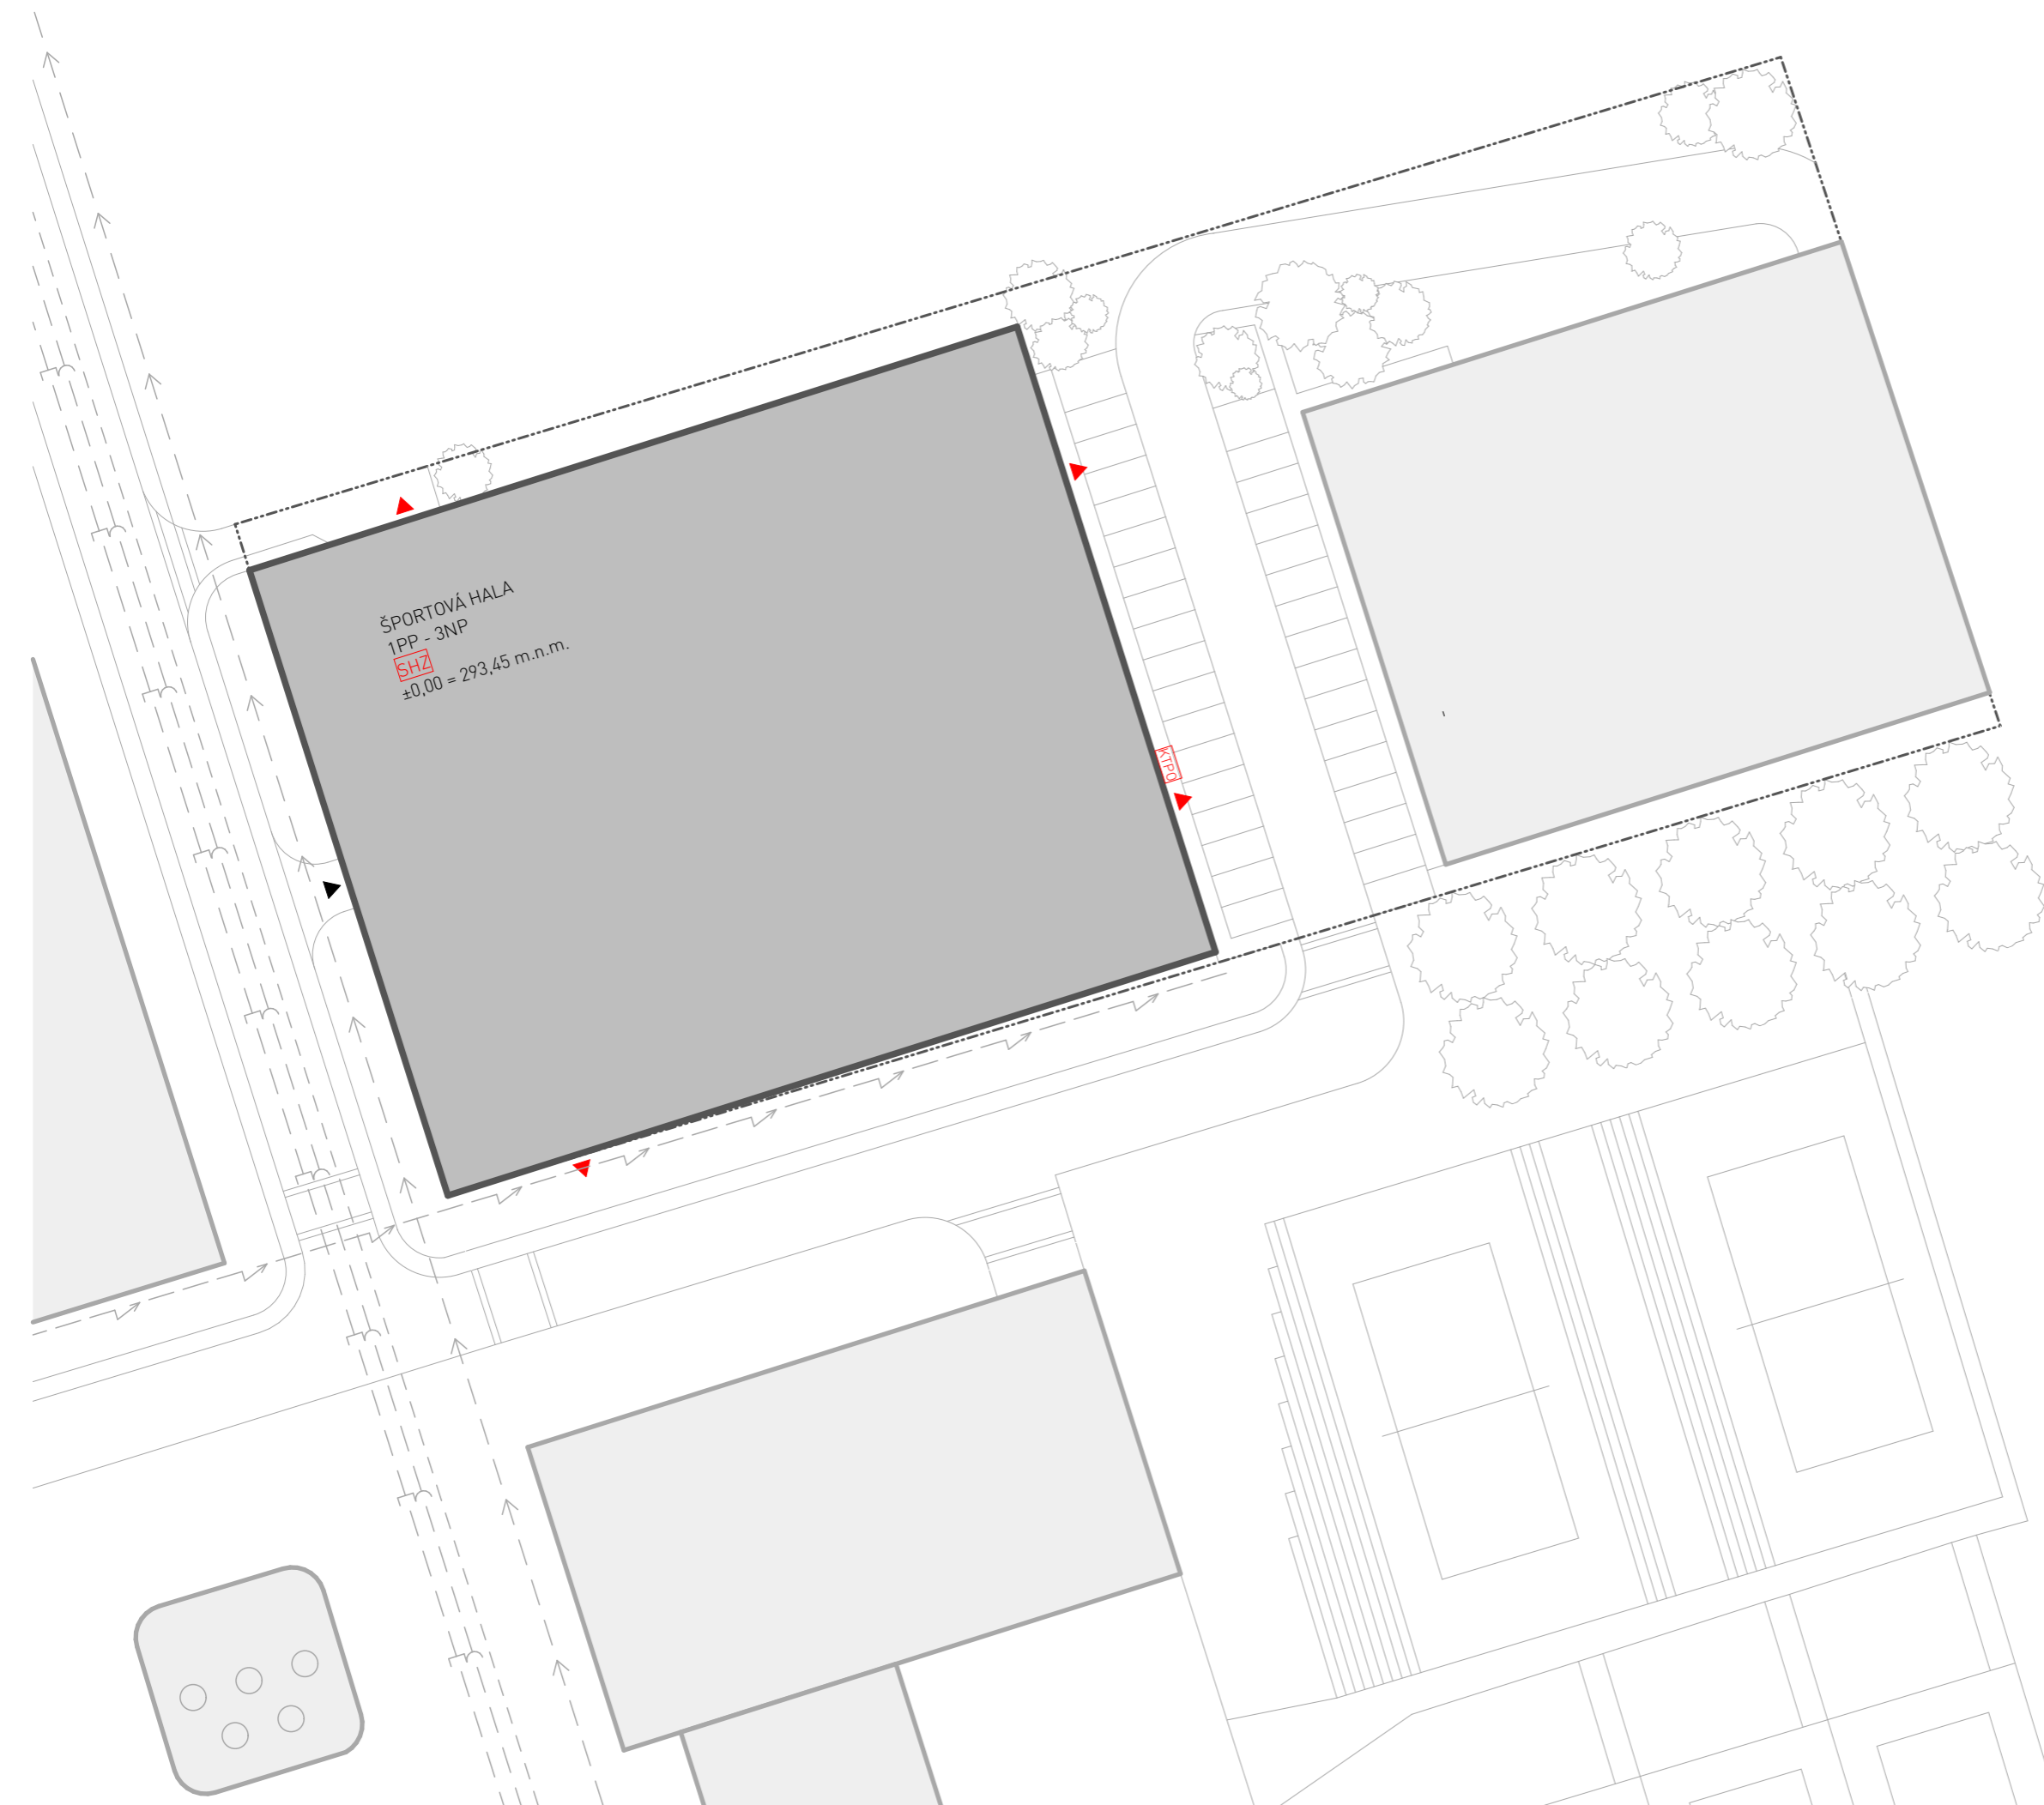 ŠPORTOVÁ HALA
1PP - 3NP
SHZ
±0,00 = 293,45 m.n.m.
KTPO